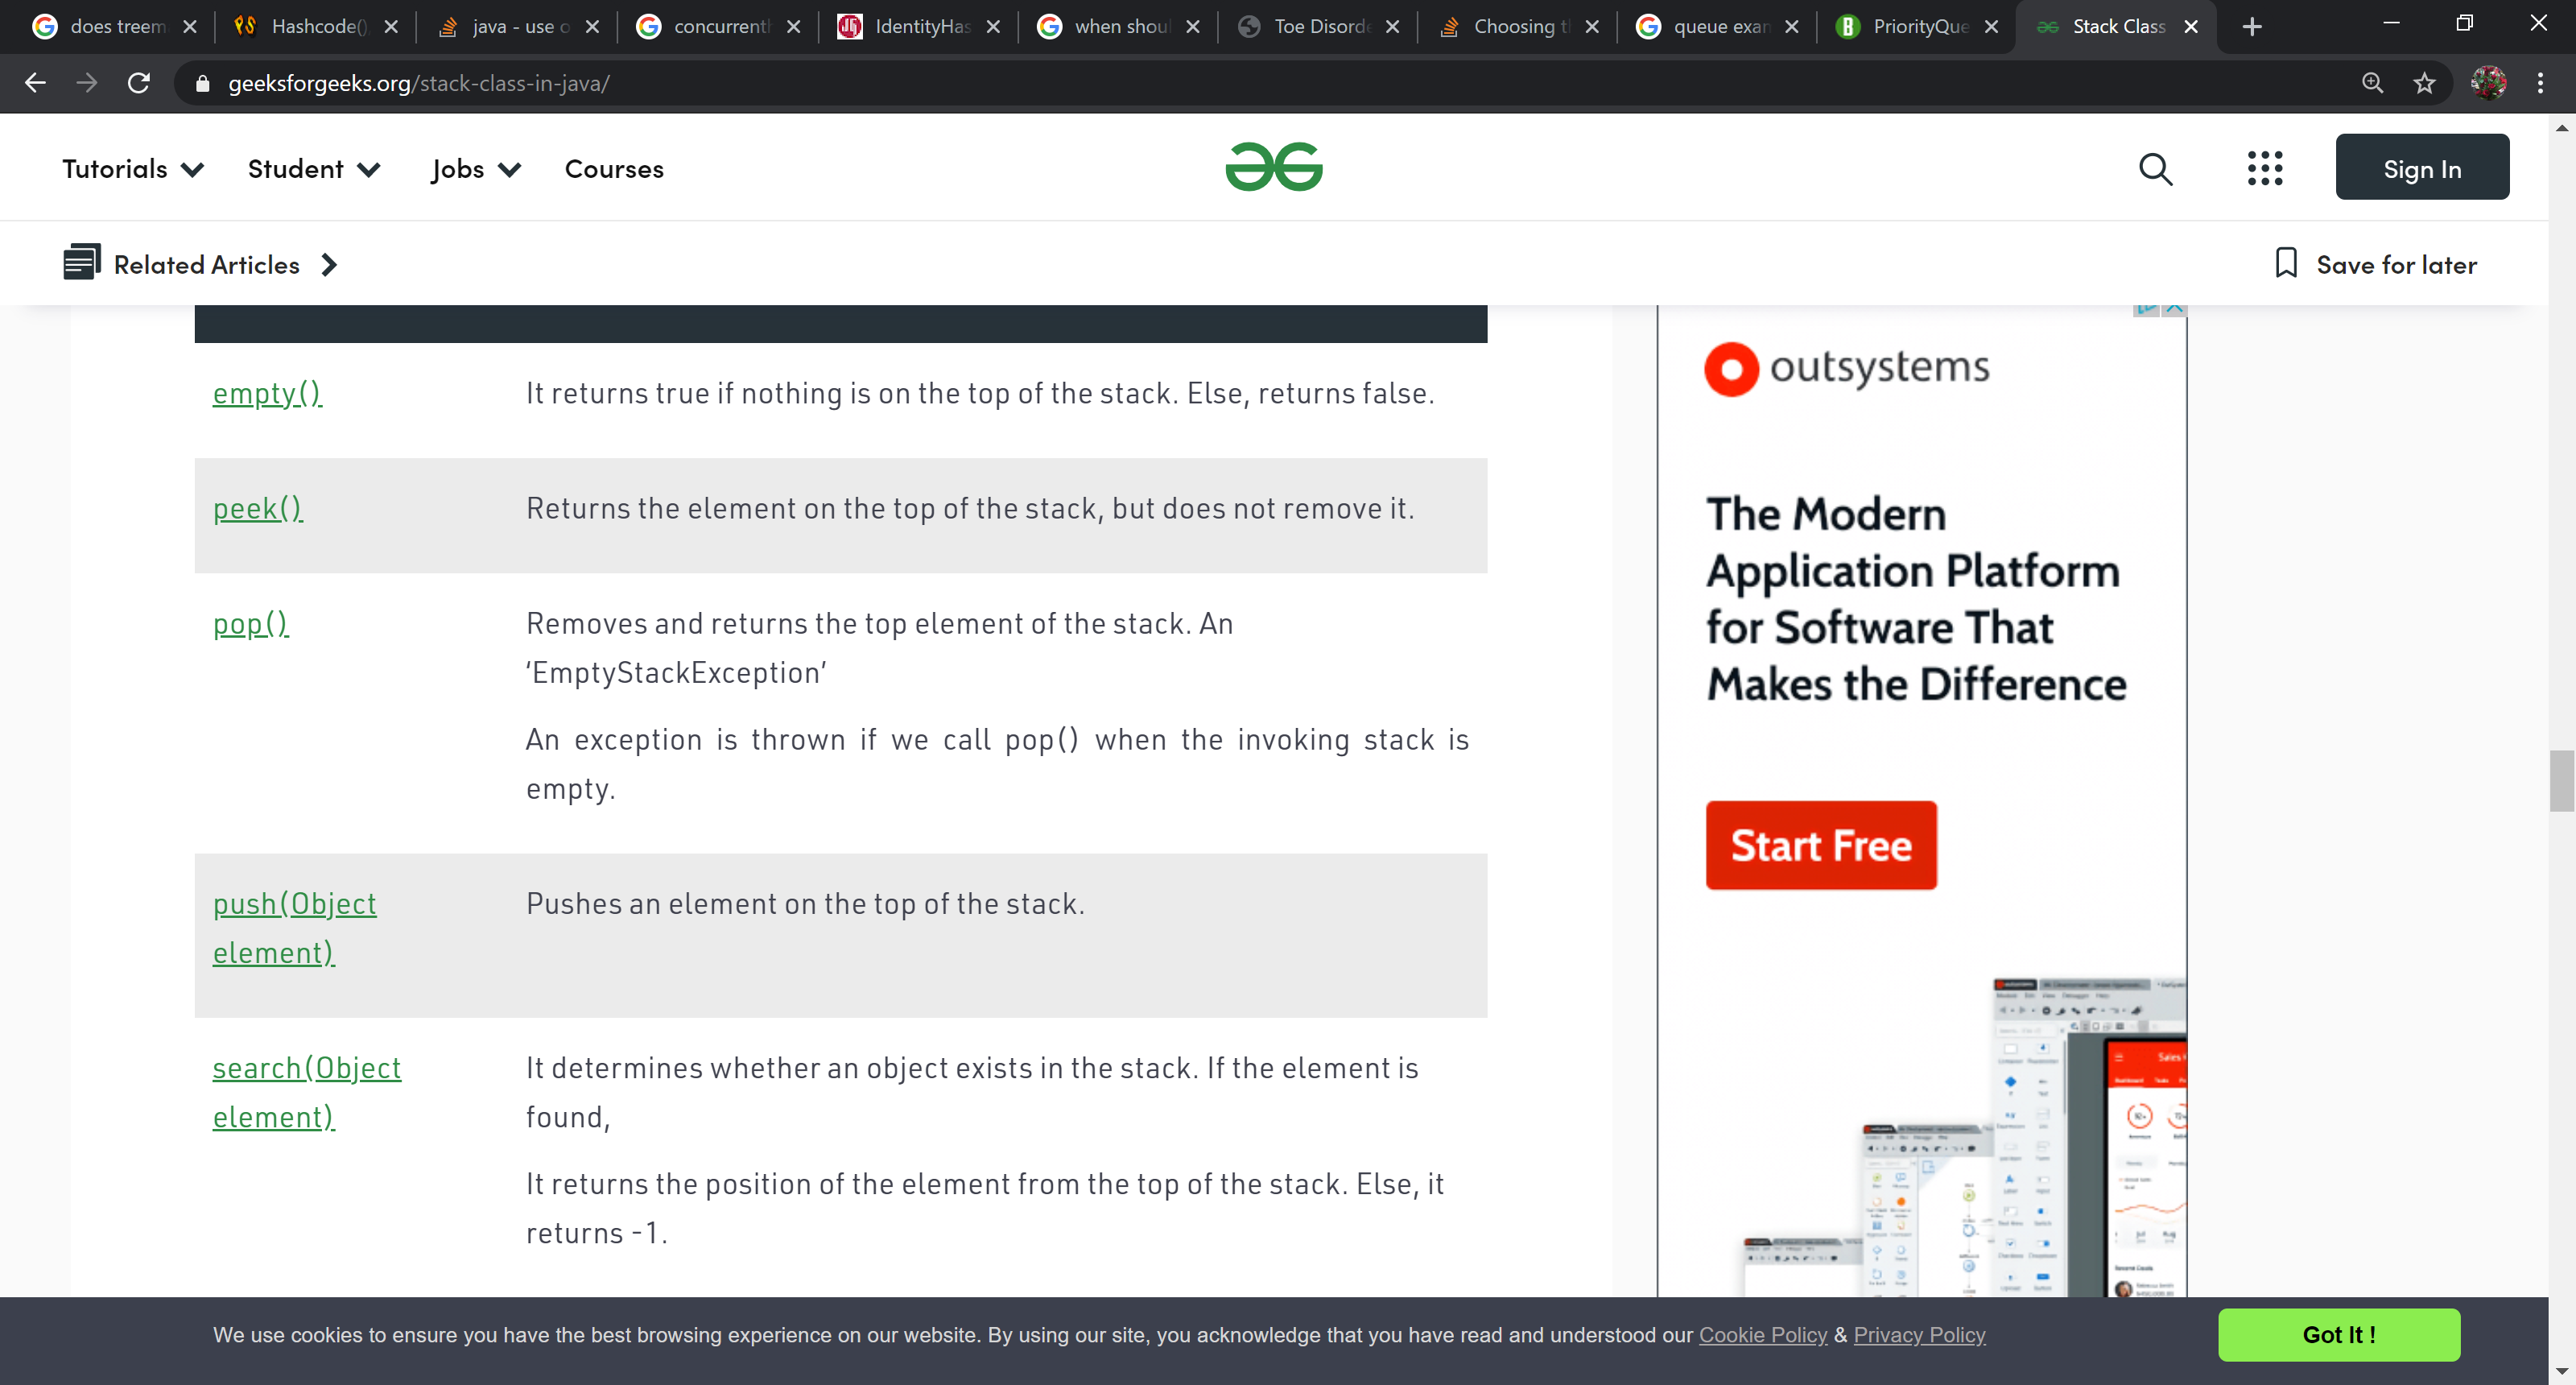 does treem
Hashcode()
java - use o
concurrenth
IdentityHas
when shoul
Toe Disorde
Choosing t
queue exan
PriorityQue
Stack Class
geeksforgeeks.org/stack-class-in-java/
Tutorials Student Jobs Courses
Sign In
Related Articles
Save for later
empty() It returns true if nothing is on the top of the stack. Else, returns false.
peek() Returns the element on the top of the stack, but does not remove it.
pop() Removes and returns the top element of the stack. An
‘EmptyStackException’
An exception is thrown if we call pop() when the invoking stack is
empty.
push(Object Pushes an element on the top of the stack.
element)
search(Object It determines whether an object exists in the stack. If the element is
element) found,
It returns the position of the element from the top of the stack. Else, it
returns -1.
outsystems
The Modern
Application Platform
for Software That
Makes the Difference
Start Free
Sales
We use cookies to ensure you have the best browsing experience on our website. By using our site, you acknowledge that you have read and understood our Cookie Policy & Privacy Policy
Got It !